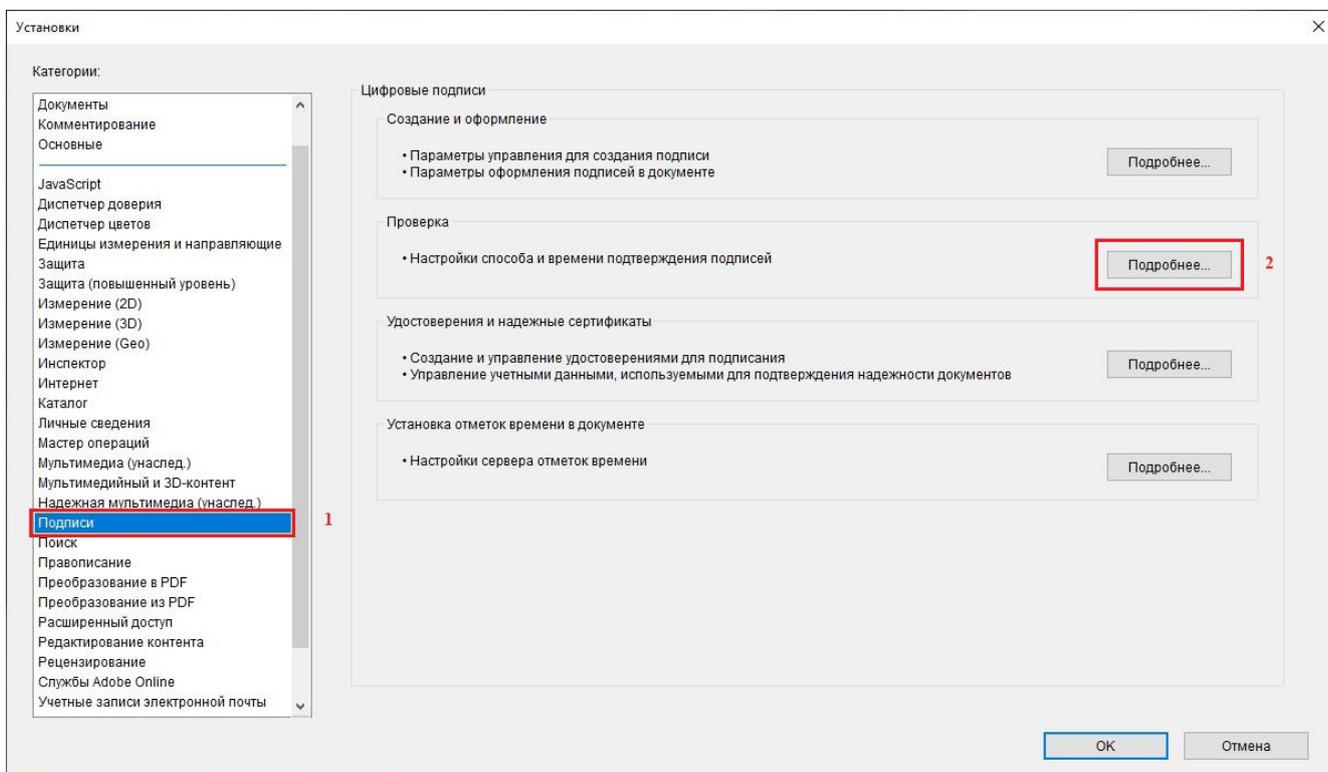 Установки
Категории:
Документы
Комментирование
Основные
JavaScript
Диспетчер доверия
Диспетчер цветов
Единицы измерения и направляющие
Защита
Защита (повышенный уровень)
Измерение (2D)
Измерение (3D)
Измерение (Geo)
Инспектор
Интернет
Каталог
Личные сведения
Мастер операций
Мультимедиа (унаслед.)
Мультимедийный и 3D-контент
Надежная мультимедиа (унаслед.)
Подписи
1
Поиск
Правописание
Преобразование в PDF
Преобразование из PDF
Расширенный доступ
Редактирование контента
Рецензирование
Службы Adobe Online
Учетные записи электронной почты
Цифровые подписи
Создание и оформление
• Параметры управления для создания подписи
• Параметры оформления подписей в документе
Подробнее...
Проверка
• Настройки способа и времени подтверждения подписей
Подробнее...
2
Удостоверения и надежные сертификаты
• Создание и управление удостоверениями для подписания
• Управление учетными данными, используемыми для подтверждения надежности документов
Подробнее...
Установка отметок времени в документе
• Настройки сервера отметок времени
Подробнее...
OK
Отмена